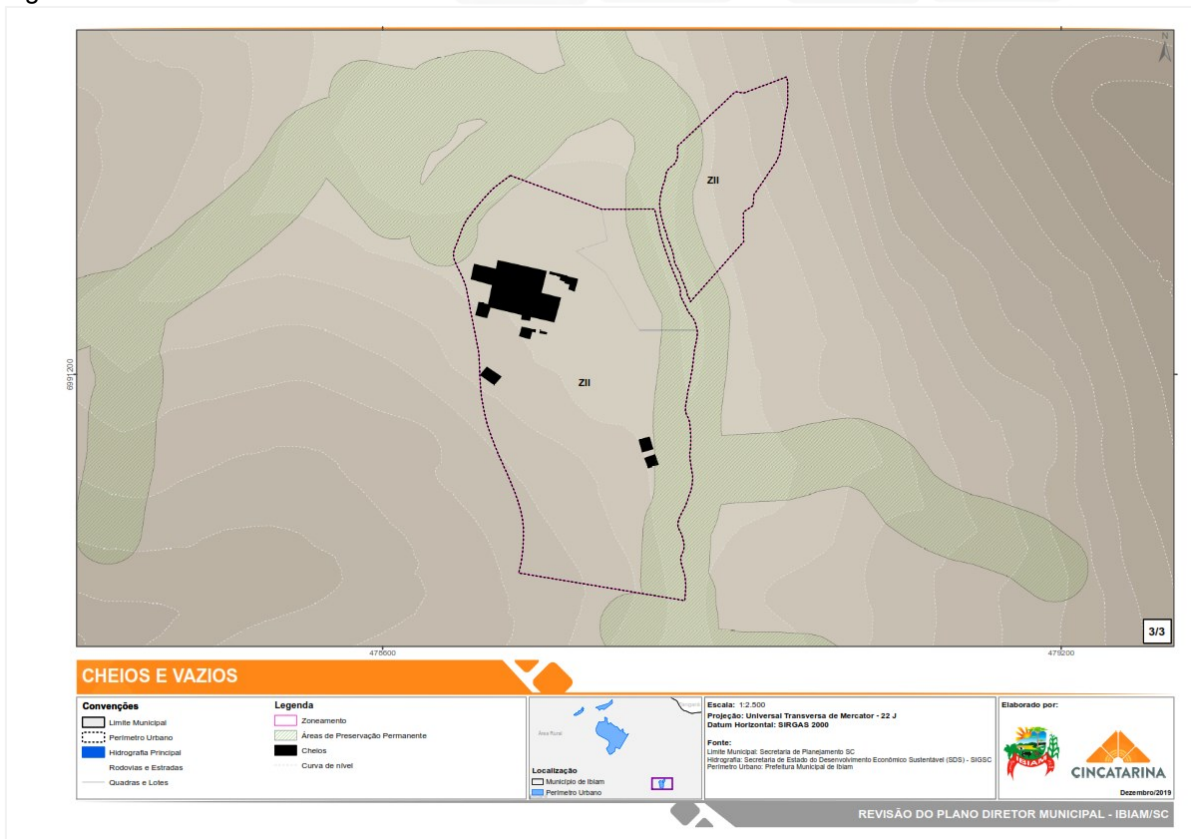 N
ZII
6991200
ZII
3/3
478600
479200
CHEIOS E VAZIOS
Convenções
Limite Municipal
Perímetro Urbano
Hidrografia Principal
Rodovias e Estradas
Quadras e Lotes
Legenda
Zoneamento
Áreas de Preservação Permanente
Cheios
Curva de nível
Área Rural
Localização
Município de Ibiam
Perímetro Urbano
Escala: 1:2.500
Projeção: Universal Transversa de Mercator - 22 J
Datum Horizontal: SIRGAS 2000
Fonte:
Limite Municipal: Secretaria de Planejamento SC
Hidrografia: Secretaria de Estado do Desenvolvimento Econômico Sustentável (SDS) - SIGSC
Perímetro Urbano: Prefeitura Municipal de Ibiam
Elaborado por:
IBIAM
CINCATARINA
Dezembro/2019
REVISÃO DO PLANO DIRETOR MUNICIPAL - IBIAM/SC